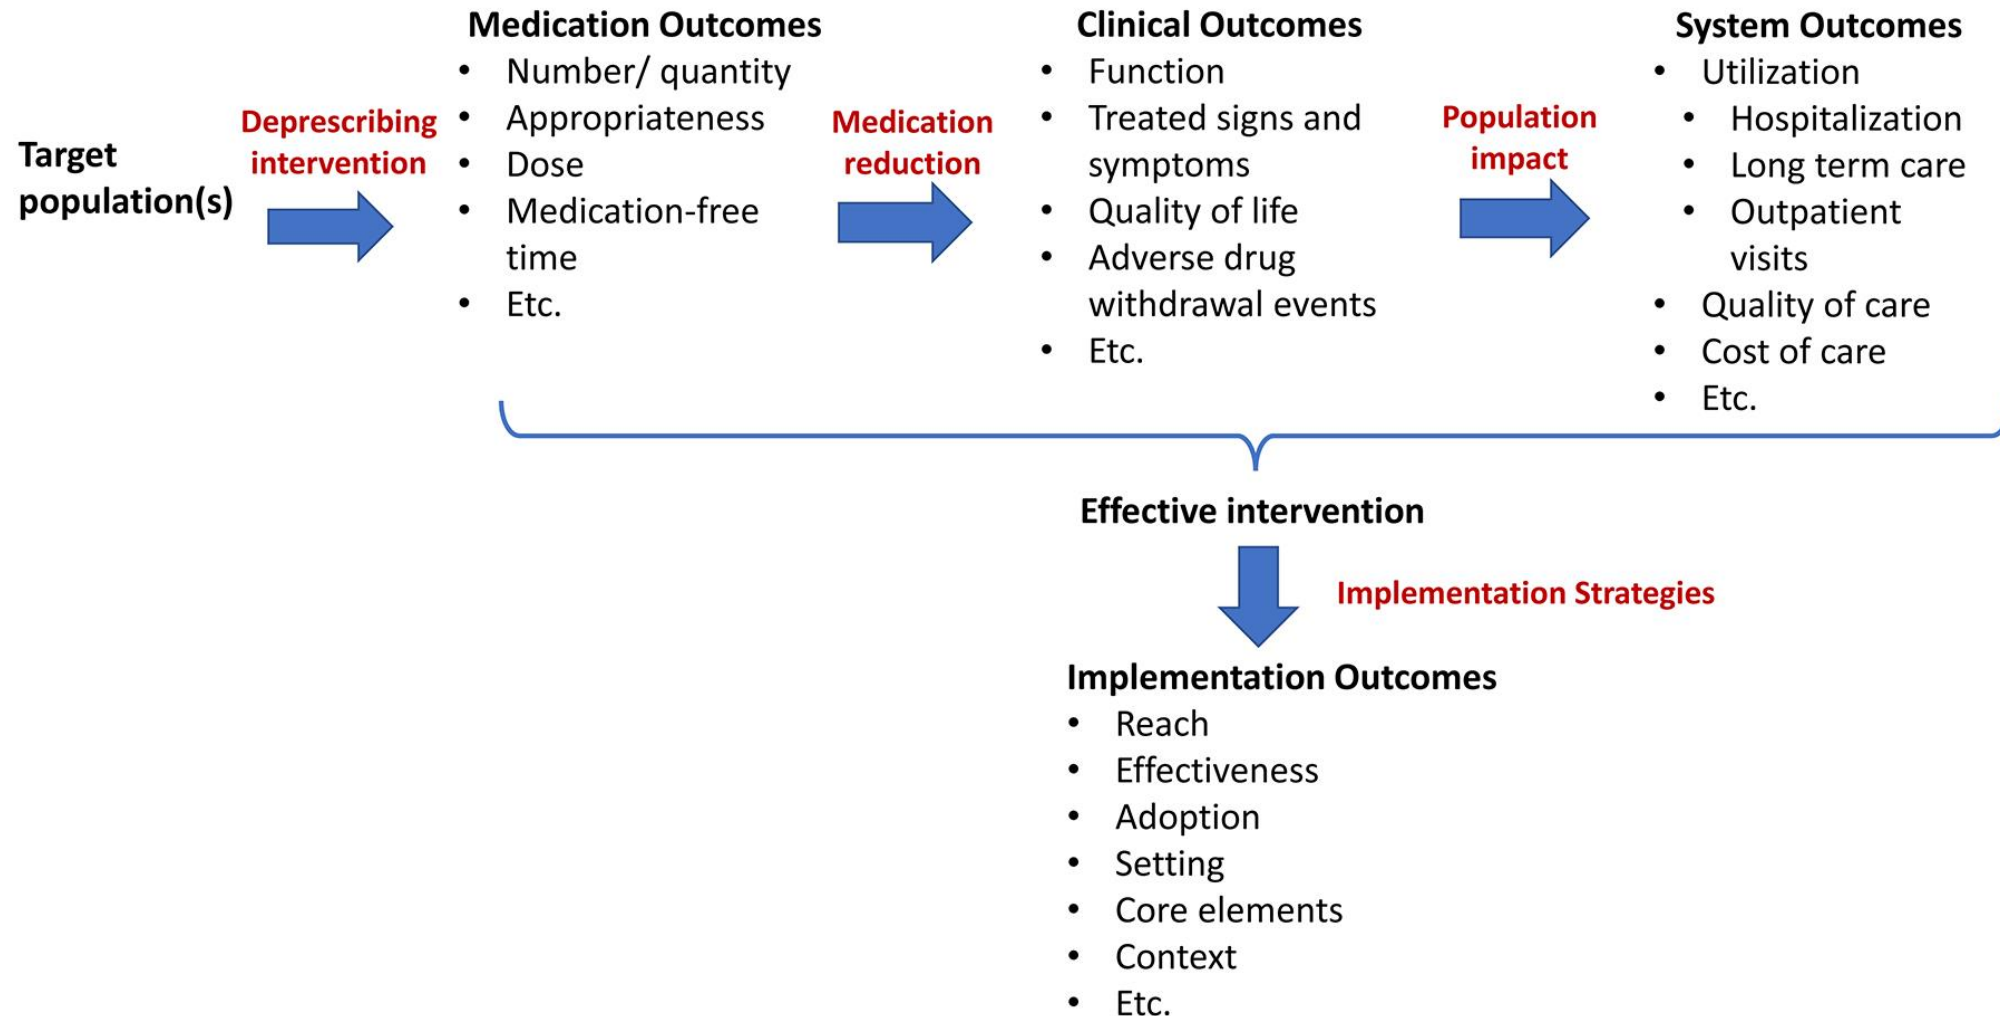 Target
population(s)
Deprescribing
intervention
Medication Outcomes
• Number/ quantity
• Appropriateness
• Dose
• Medication-free
time
• Etc.
Medication
reduction
Clinical Outcomes
• Function
• Treated signs and
symptoms
• Quality of life
• Adverse drug
withdrawal events
• Etc.
Population
impact
System Outcomes
• Utilization
• Hospitalization
• Long term care
• Outpatient
visits
• Quality of care
• Cost of care
• Etc.
Effective intervention
Implementation Strategies
Implementation Outcomes
• Reach
• Effectiveness
• Adoption
• Setting
• Core elements
• Context
• Etc.